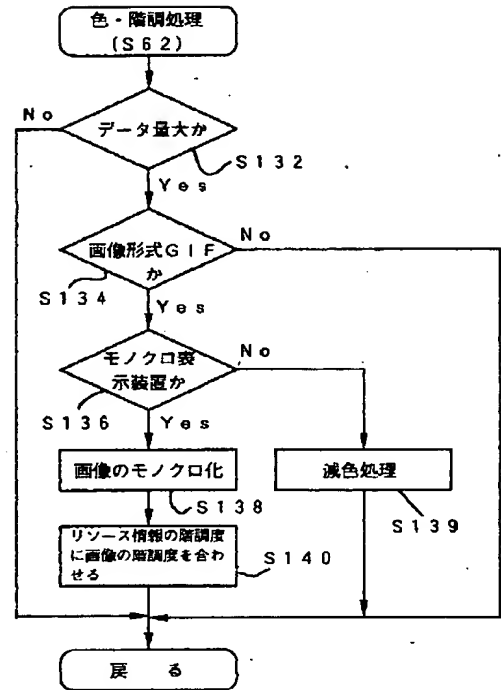 色・階調処理
(S62)
No
データ量大か
S132
Yes
画像形式GIF
か
No
S134
Yes
モノクロ表
示装置か
No
S136
Yes
画像のモノクロ化
減色処理
S138
S139
リソース情報の階調度
に画像の階調度を合わ
せる
S140
戻る